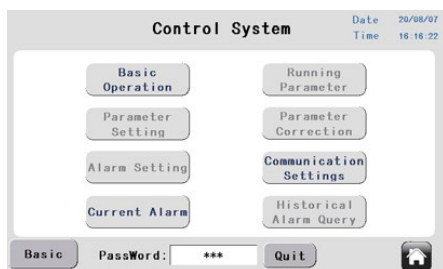 Control System
Date 20/08/07
Time 16:16:22
Basic
Operation
Running
Parameter
Parameter
Setting
Parameter
Correction
Alarm Setting
Communication
Settings
Current Alarm
Historical
Alarm Query
Basic
PassWord: ***
Quit